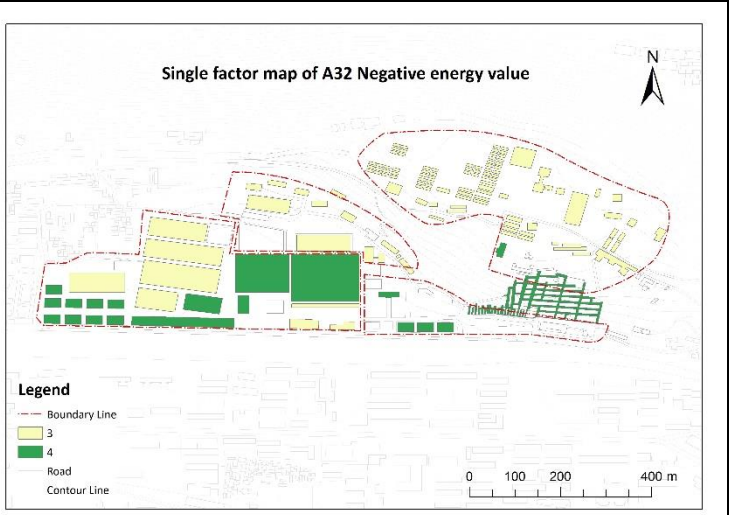 Single factor map of A32 Negative energy value
N
Legend
Boundary Line
3
4
Road
Contour Line
0 100 200 400 m